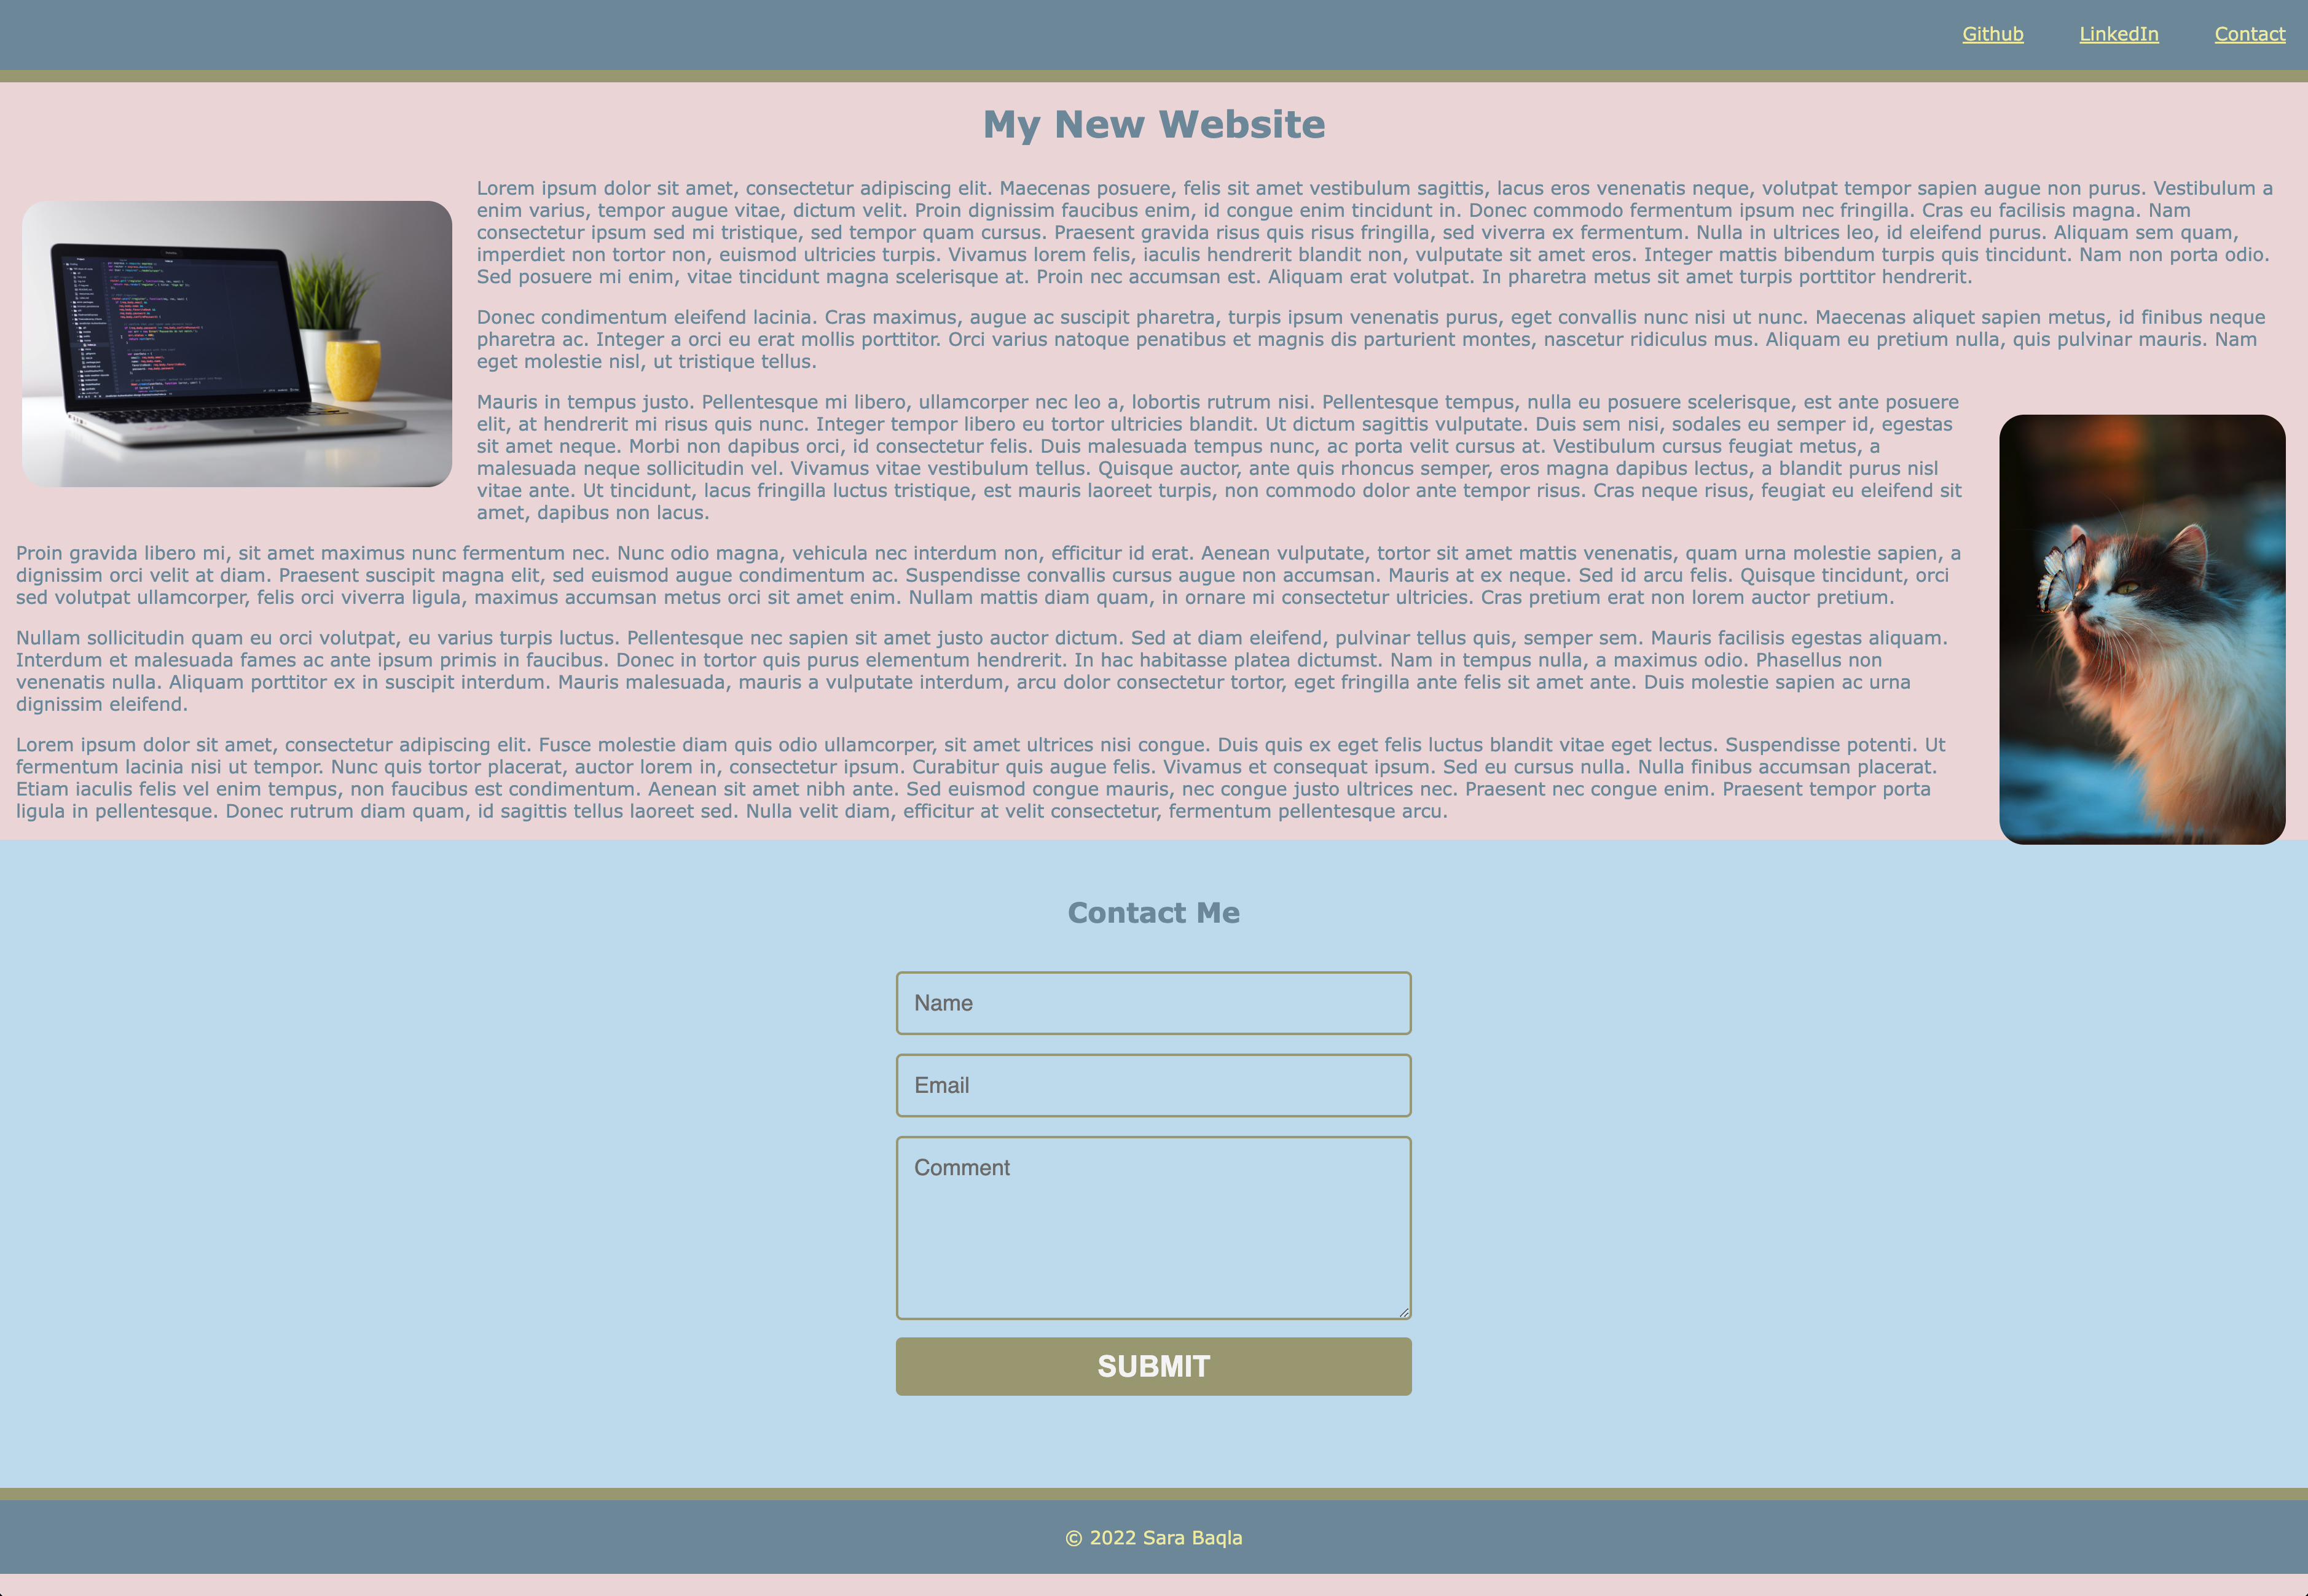 Github LinkedIn Contact
My New Website
Lorem ipsum dolor sit amet, consectetur adipiscing elit. Maecenas posuere, felis sit amet vestibulum sagittis, lacus eros venenatis neque, volutpat tempor sapien augue non purus. Vestibulum a
enim varius, tempor augue vitae, dictum velit. Proin dignissim faucibus enim, id congue enim tincidunt in. Donec commodo fermentum ipsum nec fringilla. Cras eu facilisis magna. Nam
consectetur ipsum sed mi tristique, sed tempor quam cursus. Praesent gravida risus quis risus fringilla, sed viverra ex fermentum. Nulla in ultrices leo, id eleifend purus. Aliquam sem quam,
imperdiet non tortor non, euismod ultricies turpis. Vivamus lorem felis, iaculis hendrerit blandit non, vulputate sit amet eros. Integer mattis bibendum turpis quis tincidunt. Nam non porta odio.
Sed posuere mi enim, vitae tincidunt magna scelerisque at. Proin nec accumsan est. Aliquam erat volutpat. In pharetra metus sit amet turpis porttitor hendrerit.
Donec condimentum eleifend lacinia. Cras maximus, augue ac suscipit pharetra, turpis ipsum venenatis purus, eget convallis nunc nisi ut nunc. Maecenas aliquet sapien metus, id finibus neque
pharetra ac. Integer a orci eu erat mollis porttitor. Orci varius natoque penatibus et magnis dis parturient montes, nascetur ridiculus mus. Aliquam eu pretium nulla, quis pulvinar mauris. Nam
eget molestie nisl, ut tristique tellus.
Mauris in tempus justo. Pellentesque mi libero, ullamcorper nec leo a, lobortis rutrum nisi. Pellentesque tempus, nulla eu posuere scelerisque, est ante posuere
elit, at hendrerit mi risus quis nunc. Integer tempor libero eu tortor ultricies blandit. Ut dictum sagittis vulputate. Duis sem nisi, sodales eu semper id, egestas
sit amet neque. Morbi non dapibus orci, id consectetur felis. Duis malesuada tempus nunc, ac porta velit cursus at. Vestibulum cursus feugiat metus, a
malesuada neque sollicitudin vel. Vivamus vitae vestibulum tellus. Quisque auctor, ante quis rhoncus semper, eros magna dapibus lectus, a blandit purus nisl
vitae ante. Ut tincidunt, lacus fringilla luctus tristique, est mauris laoreet turpis, non commodo dolor ante tempor risus. Cras neque risus, feugiat eu eleifend sit
amet, dapibus non lacus.
Proin gravida libero mi, sit amet maximus nunc fermentum nec. Nunc odio magna, vehicula nec interdum non, efficitur id erat. Aenean vulputate, tortor sit amet mattis venenatis, quam urna molestie sapien, a
dignissim orci velit at diam. Praesent suscipit magna elit, sed euismod augue condimentum ac. Suspendisse convallis cursus augue non accumsan. Mauris at ex neque. Sed id arcu felis. Quisque tincidunt, orci
sed volutpat ullamcorper, felis orci viverra ligula, maximus accumsan metus orci sit amet enim. Nullam mattis diam quam, in ornare mi consectetur ultricies. Cras pretium erat non lorem auctor pretium.
Nullam sollicitudin quam eu orci volutpat, eu varius turpis luctus. Pellentesque nec sapien sit amet justo auctor dictum. Sed at diam eleifend, pulvinar tellus quis, semper sem. Mauris facilisis egestas aliquam.
Interdum et malesuada fames ac ante ipsum primis in faucibus. Donec in tortor quis purus elementum hendrerit. In hac habitasse platea dictumst. Nam in tempus nulla, a maximus odio. Phasellus non
venenatis nulla. Aliquam porttitor ex in suscipit interdum. Mauris malesuada, mauris a vulputate interdum, arcu dolor consectetur tortor, eget fringilla ante felis sit amet ante. Duis molestie sapien ac urna
dignissim eleifend.
Lorem ipsum dolor sit amet, consectetur adipiscing elit. Fusce molestie diam quis odio ullamcorper, sit amet ultrices nisi congue. Duis quis ex eget felis luctus blandit vitae eget lectus. Suspendisse potenti. Ut
fermentum lacinia nisi ut tempor. Nunc quis tortor placerat, auctor lorem in, consectetur ipsum. Curabitur quis augue felis. Vivamus et consequat ipsum. Sed eu cursus nulla. Nulla finibus accumsan placerat.
Etiam iaculis felis vel enim tempus, non faucibus est condimentum. Aenean sit amet nibh ante. Sed euismod congue mauris, nec congue justo ultrices nec. Praesent nec congue enim. Praesent tempor porta
ligula in pellentesque. Donec rutrum diam quam, id sagittis tellus laoreet sed. Nulla velit diam, efficitur at velit consectetur, fermentum pellentesque arcu.
Contact Me
Name
Email
Comment
SUBMIT
© 2022 Sara Baqla